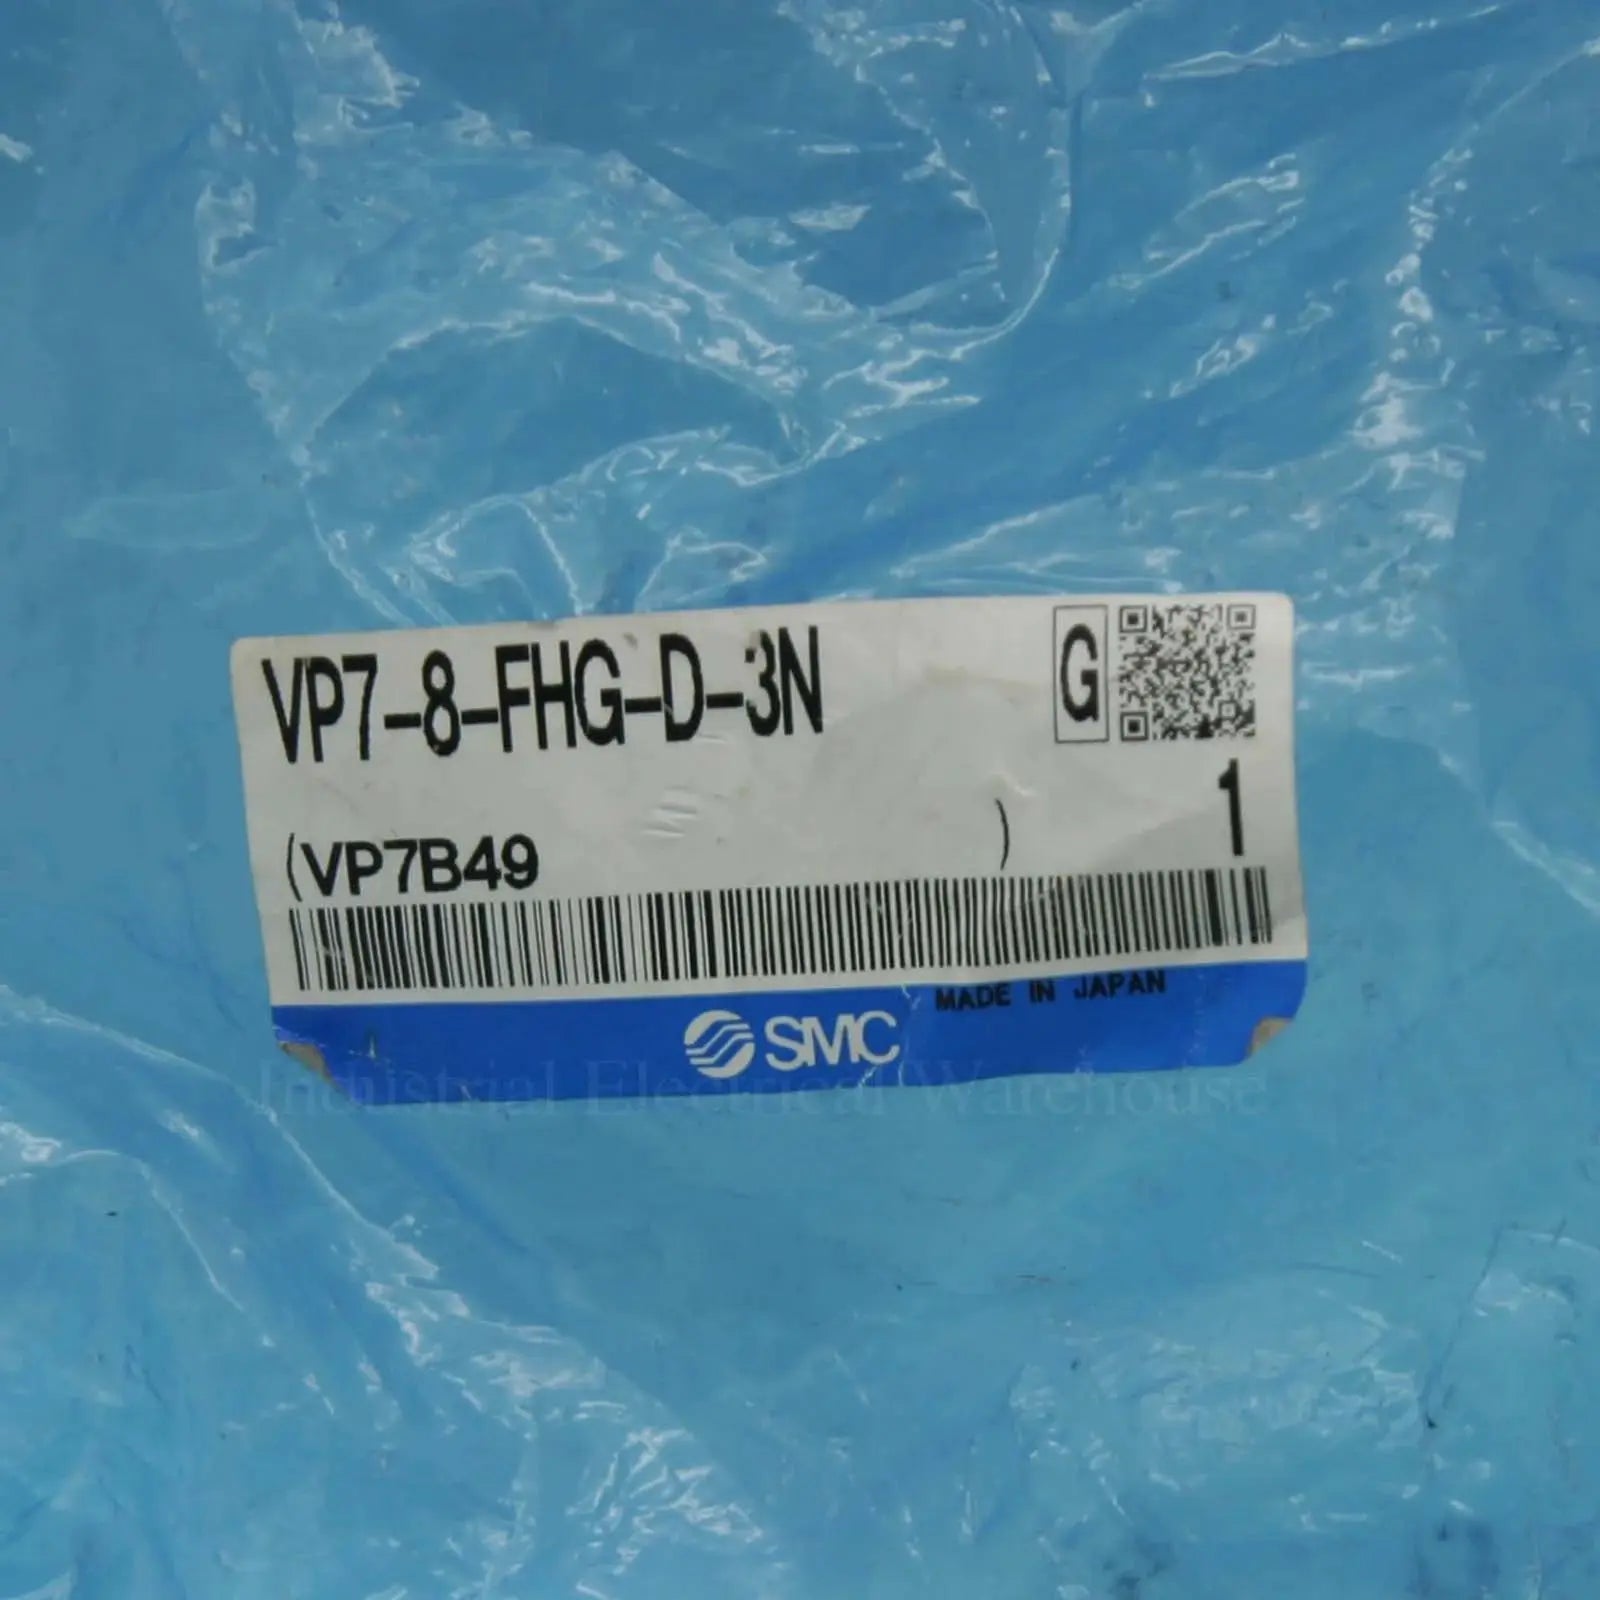 VP7-8-FHG-D-3N
G
1
(VP7B49 )
MADE IN JAPAN
SMC
Industrial Electrical Warehouse